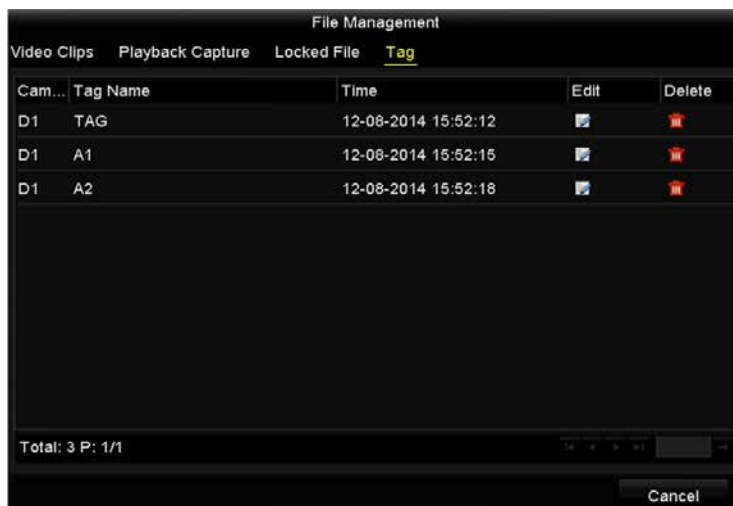 File Management
Video Clips Playback Capture Locked File Tag
Cam... Tag Name Time Edit Delete
D1 TAG 12-08-2014 15:52:12
D1 A1 12-08-2014 15:52:15
D1 A2 12-08-2014 15:52:18
Total: 3 P: 1/1
Cancel